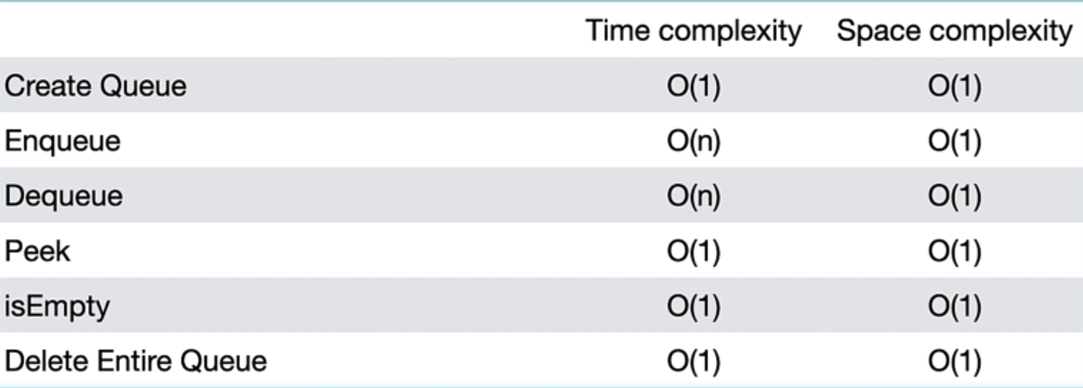 Time complexity Space complexity
Create Queue O(1) O(1)
Enqueue O(n) O(1)
Dequeue O(n) O(1)
Peek O(1) O(1)
isEmpty O(1) O(1)
Delete Entire Queue O(1) O(1)